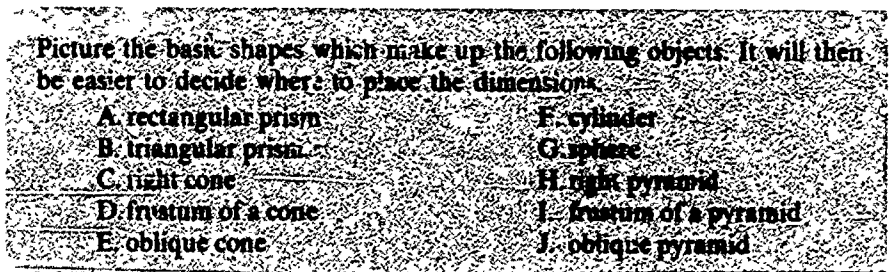 Picture the basic shapes which make up the following objects. It will then
be easier to decide where to place the dimensions.
A. rectangular prism
B. triangular prism
C. right cone
D. frustum of a cone
E. oblique cone
F. cylinder
G. sphere
H. right pyramid
I. frustum of a pyramid
J. oblique pyramid